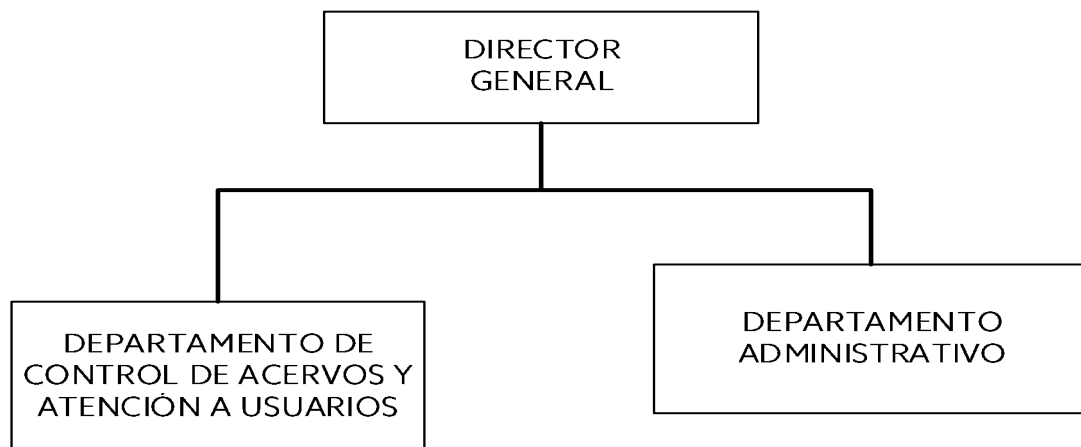 DIRECTOR
GENERAL
DEPARTAMENTO DE
CONTROL DE ACERVOS Y
ATENCIÓN A USUARIOS
DEPARTAMENTO
ADMINISTRATIVO